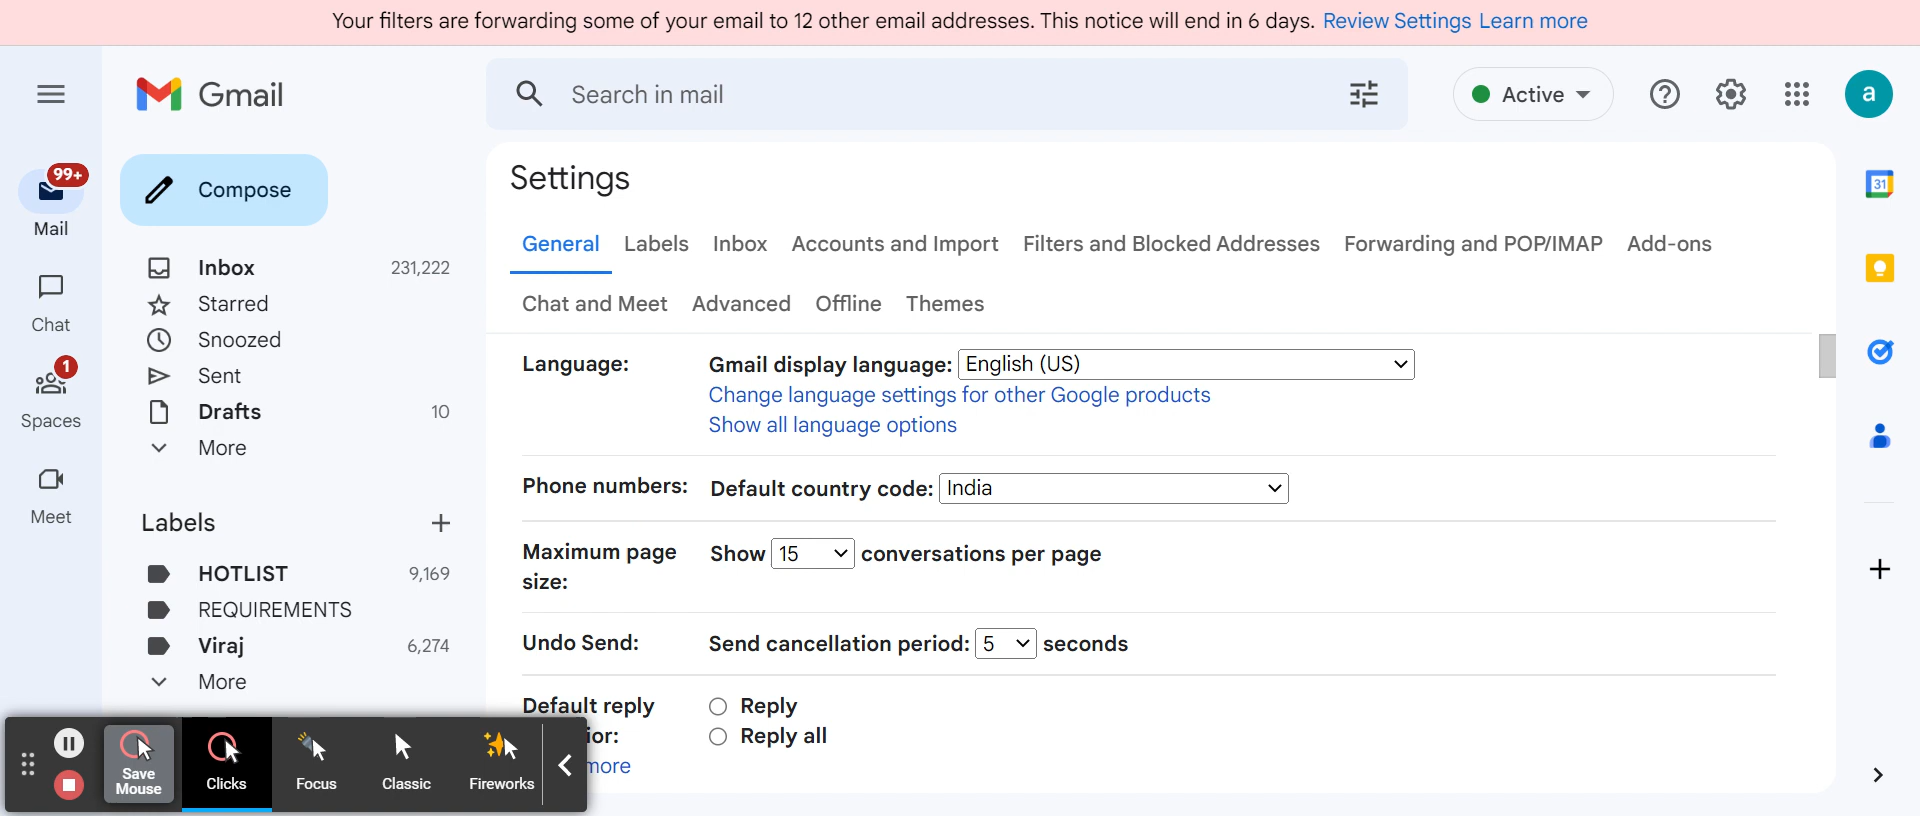 Your filters are forwarding some of your email to 12 other email addresses. This notice will end in 6 days. Review Settings Learn more
Gmail
Search in mail
Active
a
99+
Mail
Chat
1
Spaces
Meet
Compose
Inbox 231,222
Starred
Snoozed
Sent
Drafts 10
More
Labels
HOTLIST 9,169
REQUIREMENTS
Viraj 6,274
More
Settings
General Labels Inbox Accounts and Import Filters and Blocked Addresses Forwarding and POP/IMAP Add-ons
Chat and Meet Advanced Offline Themes
Language: Gmail display language: English (US)
Change language settings for other Google products
Show all language options
Phone numbers: Default country code: India
Maximum page size: Show 15 conversations per page
Undo Send: Send cancellation period: 5 seconds
Default reply
ior:
more
Reply
Reply all
31
Save Mouse
Clicks
Focus
Classic
Fireworks